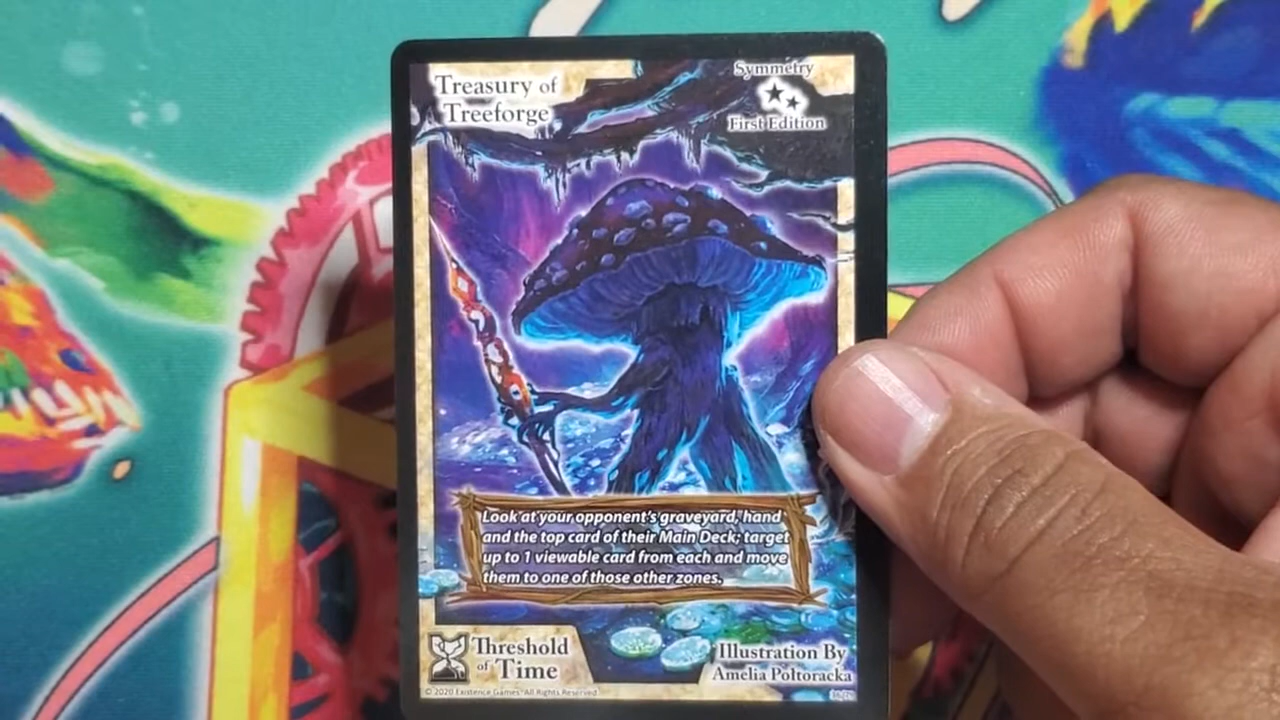 Treasury of
Treeforge
Symmetry
First Edition
Look at your opponent's graveyard, hand
and the top card of their Main Deck; target
up to 1 viewable card from each and move
them to one of those other zones.
Threshold
of Time
Illustration By
Amelia Połtoracka
© 2020 Existence Games. All Rights Reserved